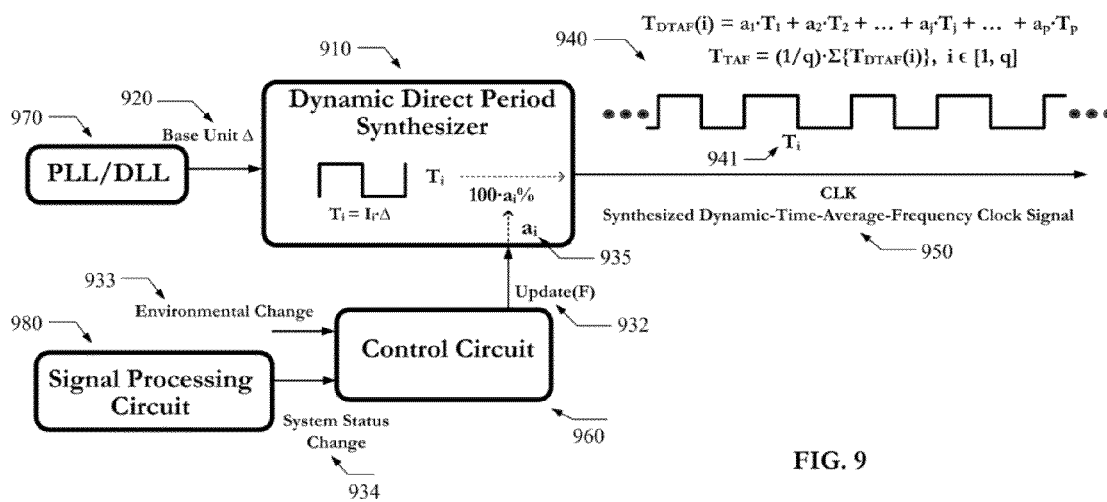 940
T_DTAF(i) = a₁·T₁ + a₂·T₂ + ... + aⱼ·Tⱼ + ... + aₚ·Tₚ
T_TAF = (1/q)·Σ{T_DTAF(i)}, i ϵ [1, q]
910
Dynamic Direct Period
Synthesizer
920
Base Unit Δ
970
PLL/DLL
Tᵢ
100·aᵢ%
Tᵢ = Iᵢ·Δ
aᵢ
935
941
Tᵢ
CLK
Synthesized Dynamic-Time-Average-Frequency Clock Signal
950
933
Environmental Change
Update(F)
932
980
Signal Processing
Circuit
Control Circuit
960
System Status
Change
934
FIG. 9